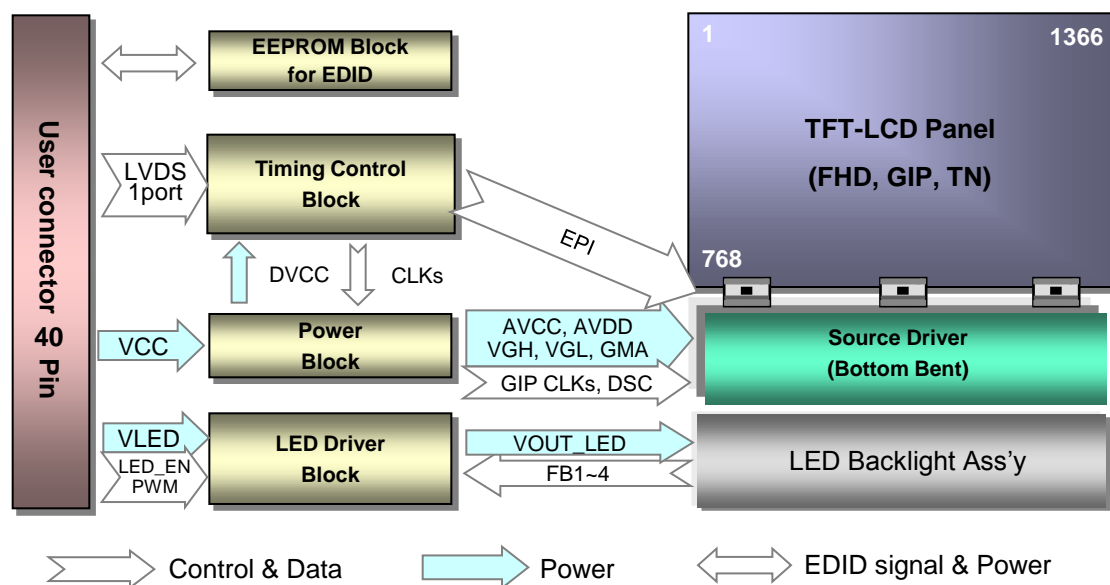 User connector 40 Pin
EEPROM Block
for EDID
LVDS
1port
Timing Control
Block
EPI
DVCC
CLKs
VCC
Power
Block
AVCC, AVDD
VGH, VGL, GMA
GIP CLKs, DSC
VLED
LED_EN
PWM
LED Driver
Block
VOUT_LED
FB1~4
1
1366
TFT-LCD Panel
(FHD, GIP, TN)
768
Source Driver
(Bottom Bent)
LED Backlight Ass’y
Control & Data
Power
EDID signal & Power